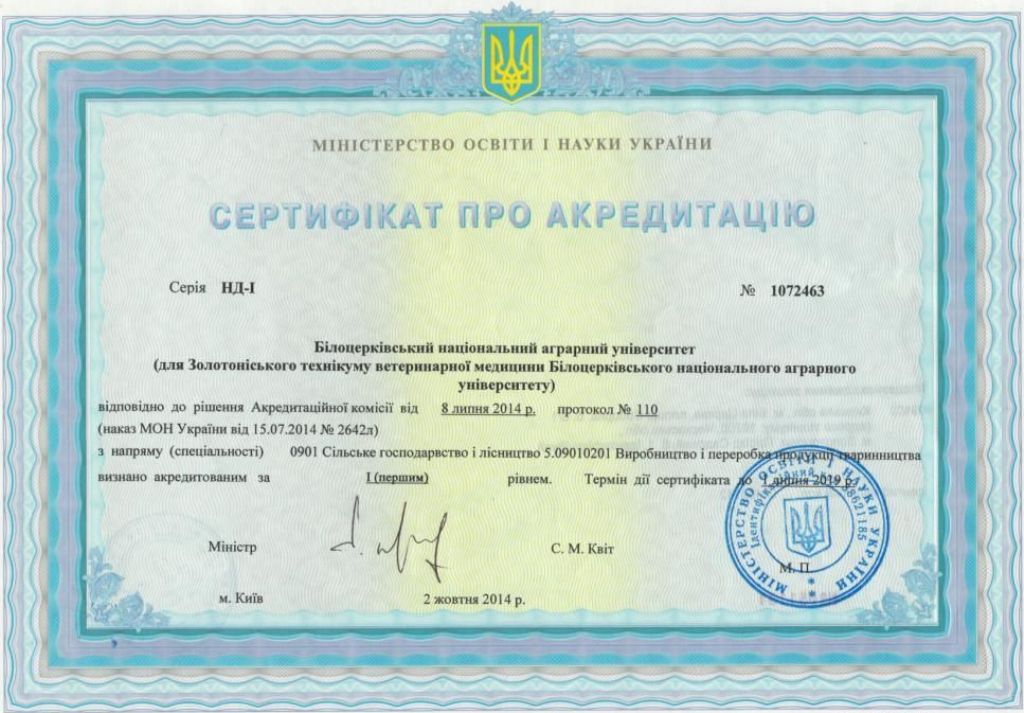 МІНІСТЕРСТВО ОСВІТИ І НАУКИ УКРАЇНИ
СЕРТИФІКАТ ПРО АКРЕДИТАЦІЮ
Серія НД-І № 1072463
Білоцерківський національний аграрний університет
(для Золотоніського технікуму ветеринарної медицини Білоцерківського національного аграрного
університету)
відповідно до рішення Акредитаційної комісії від 8 липня 2014 р. протокол № 110
(наказ МОН України від 15.07.2014 № 2642л)
з напряму (спеціальності) 0901 Сільське господарство і лісництво 5.09010201 Виробництво і переробка продукції тваринництва
визнано акредитованим за І (першим) рівнем. Термін дії сертифіката до 1 липня 2019 р.
Міністр С. М. Квіт
М. П.
м. Київ 2 жовтня 2014 р.
МІНІСТЕРСТВО ОСВІТИ І НАУКИ УКРАЇНИ
Ідентифікаційний код 38621185